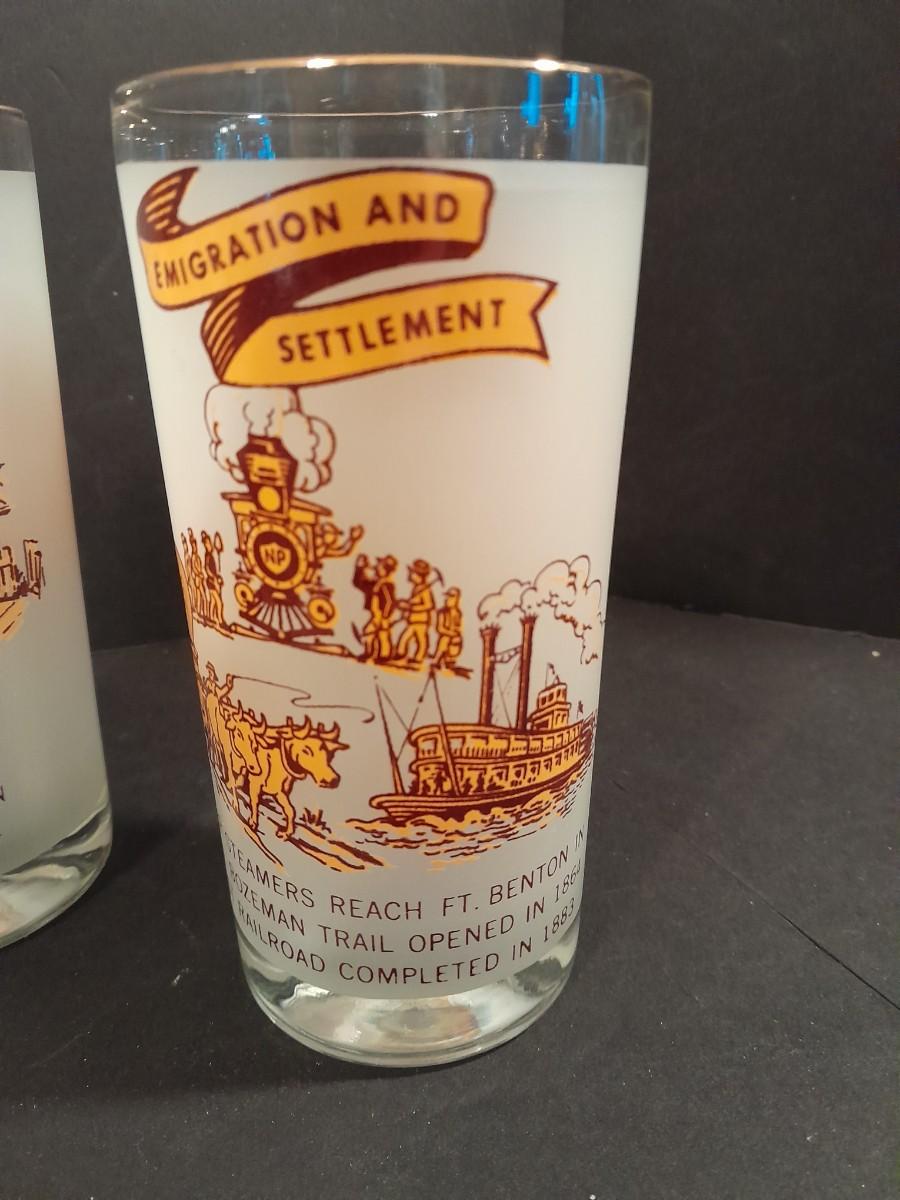 EMIGRATION AND
SETTLEMENT
NP
STEAMERS REACH FT. BENTON IN
BOZEMAN TRAIL OPENED IN 1864
RAILROAD COMPLETED IN 1883